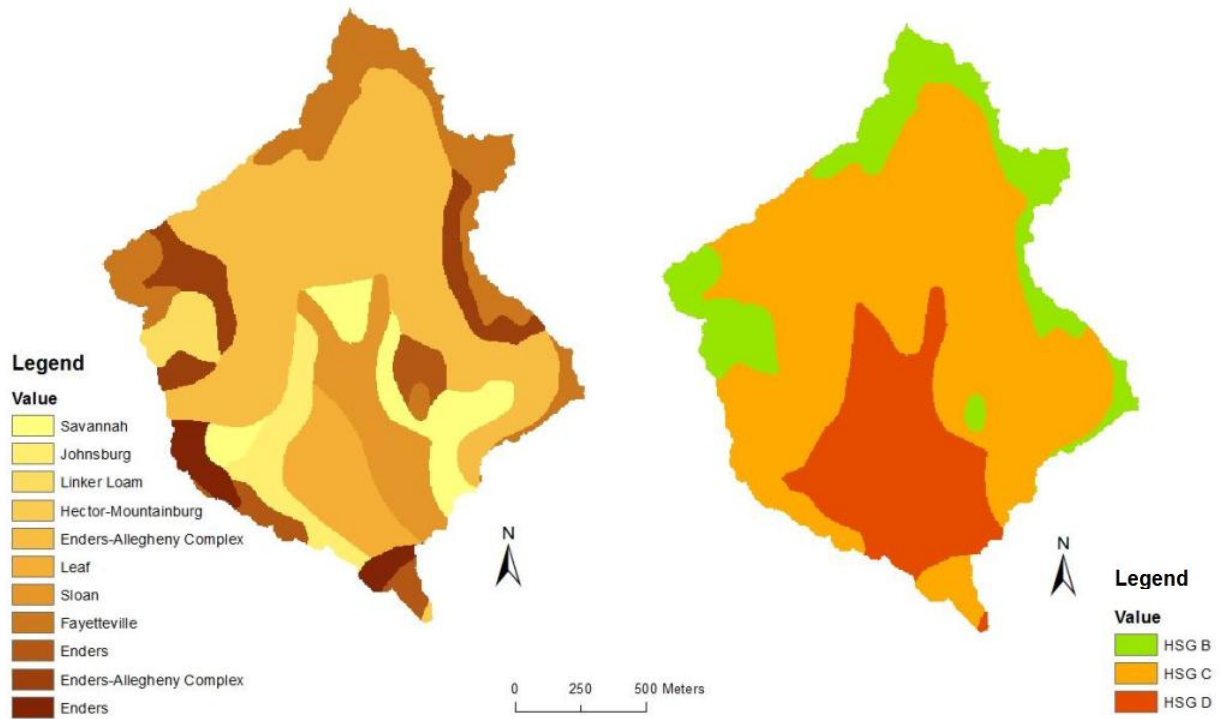 Legend
Value
Savannah
Johnsburg
Linker Loam
Hector-Mountainburg
Enders-Allegheny Complex
Leaf
Sloan
Fayetteville
Enders
Enders-Allegheny Complex
Enders
N
0 250 500 Meters
N
Legend
Value
HSG B
HSG C
HSG D